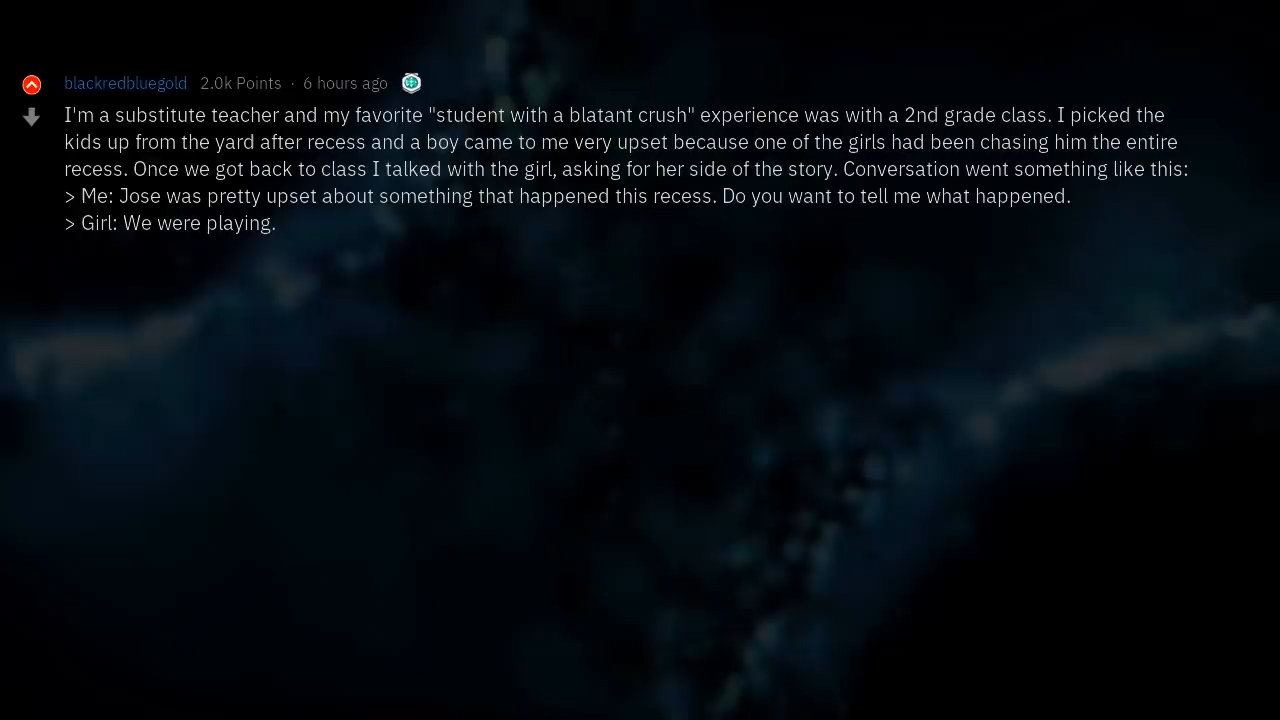 blackredbluegold 2.0k Points · 6 hours ago
I'm a substitute teacher and my favorite "student with a blatant crush" experience was with a 2nd grade class. I picked the
kids up from the yard after recess and a boy came to me very upset because one of the girls had been chasing him the entire
recess. Once we got back to class I talked with the girl, asking for her side of the story. Conversation went something like this:
> Me: Jose was pretty upset about something that happened this recess. Do you want to tell me what happened.
> Girl: We were playing.